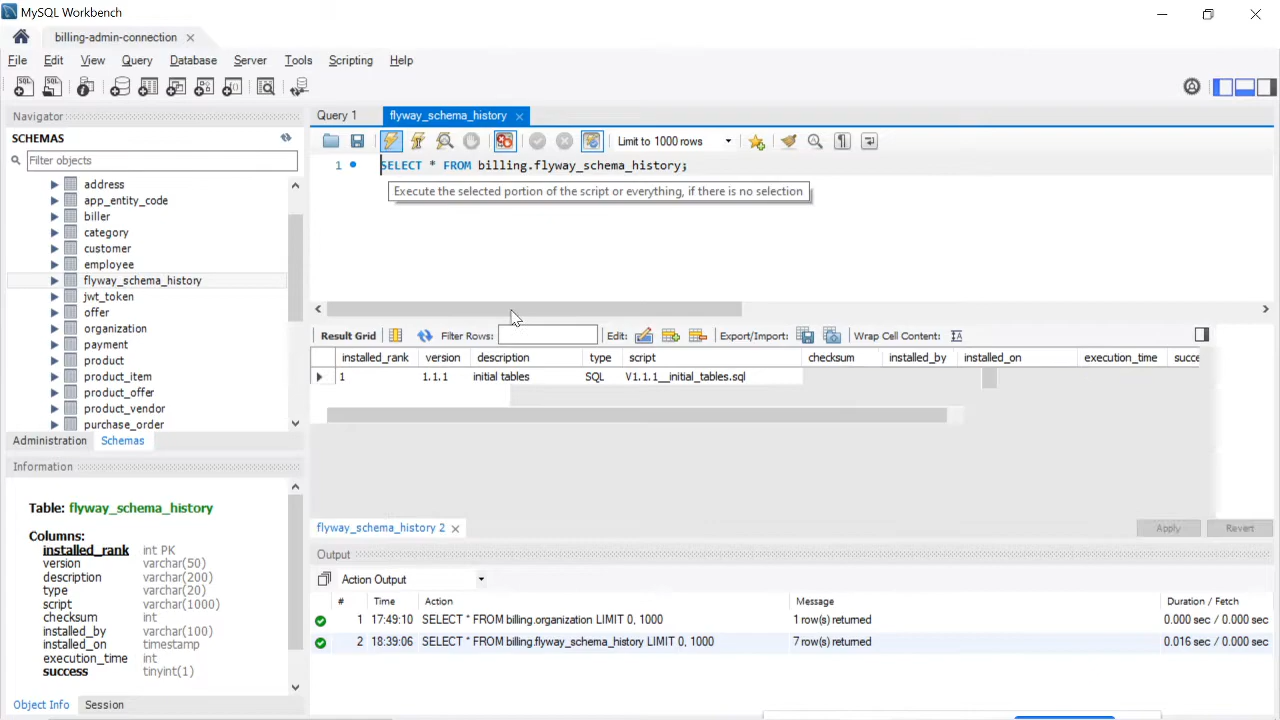 MySQL Workbench
billing-admin-connection
File Edit View Query Database Server Tools Scripting Help
Navigator
SCHEMAS
Filter objects
address
app_entity_code
biller
category
customer
employee
flyway_schema_history
jwt_token
offer
organization
payment
product
product_item
product_offer
product_vendor
purchase_order
Administration Schemas
Information
Table: flyway_schema_history
Columns:
installed_rank int PK
version varchar(50)
description varchar(200)
type varchar(20)
script varchar(1000)
checksum int
installed_by varchar(100)
installed_on timestamp
execution_time int
success tinyint(1)
Object Info Session
Query 1 flyway_schema_history
Limit to 1000 rows
1 SELECT * FROM billing.flyway_schema_history;
Execute the selected portion of the script or everything, if there is no selection
Result Grid Filter Rows: Edit: Export/Import: Wrap Cell Content:
installed_rank version description type script checksum installed_by installed_on execution_time succe
1 1.1.1 initial tables SQL V1.1.1__initial_tables.sql
flyway_schema_history 2 Apply Revert
Output
Action Output
# Time Action Message Duration / Fetch
1 17:49:10 SELECT * FROM billing.organization LIMIT 0, 1000 1 row(s) returned 0.000 sec / 0.000 sec
2 18:39:06 SELECT * FROM billing.flyway_schema_history LIMIT 0, 1000 7 row(s) returned 0.016 sec / 0.000 sec